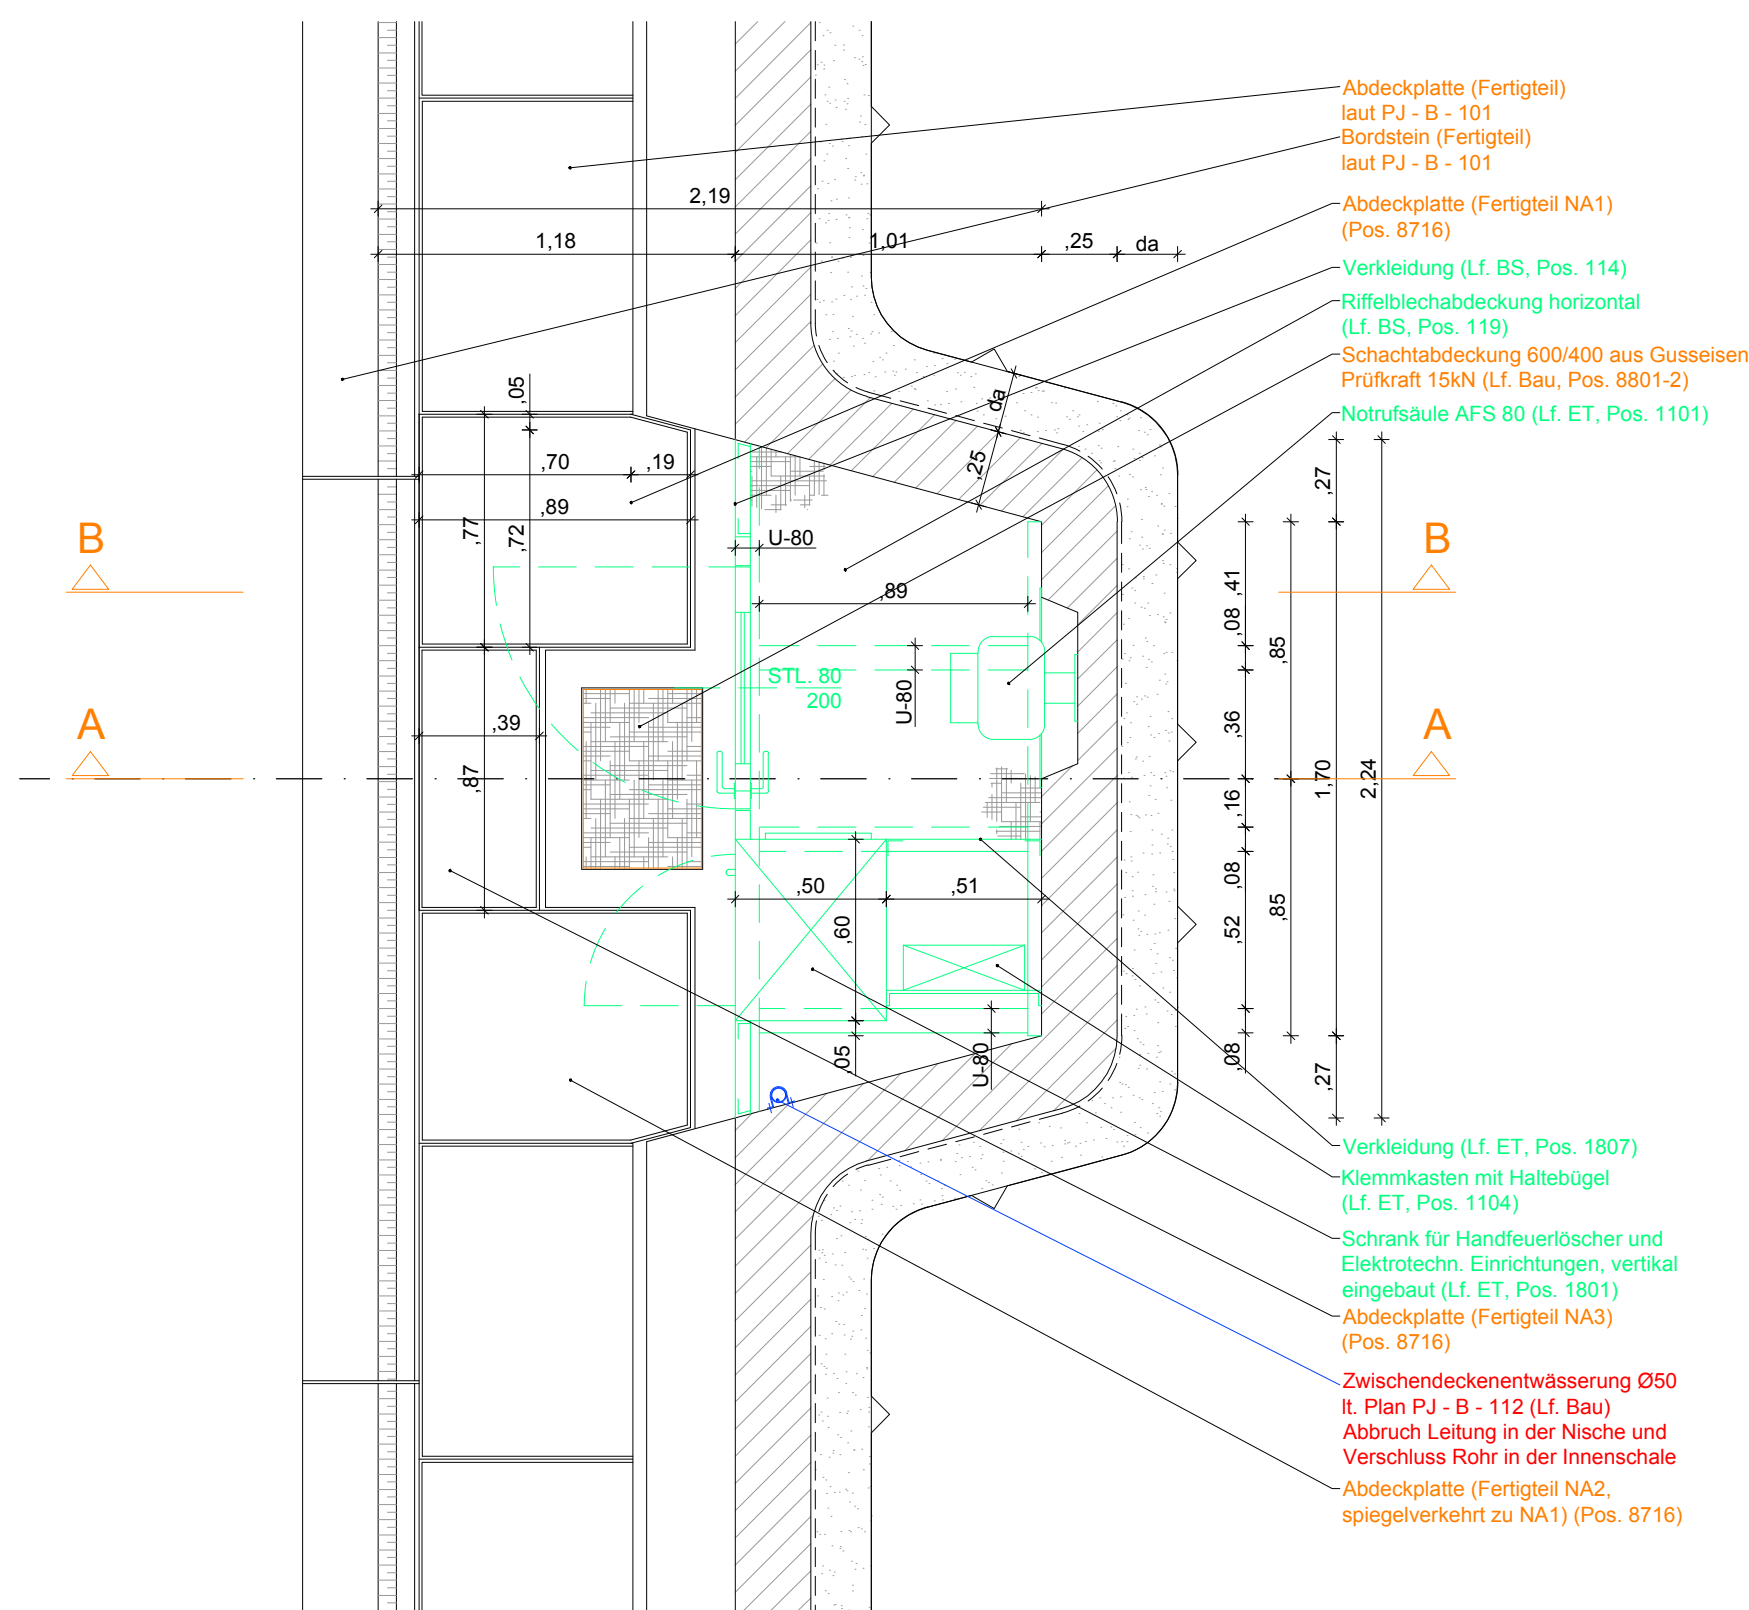 Abdeckplatte (Fertigteil)
laut PJ - B - 101
Bordstein (Fertigteil)
laut PJ - B - 101
2,19
Abdeckplatte (Fertigteil NA1)
(Pos. 8716)
1,18
1,01
,25
da
Verkleidung (Lf. BS, Pos. 114)
Riffelblechabdeckung horizontal
(Lf. BS, Pos. 119)
Schachtabdeckung 600/400 aus Gusseisen
Prüfkraft 15kN (Lf. Bau, Pos. 8801-2)
,05
da
Notrufsäule AFS 80 (Lf. ET, Pos. 1101)
,70
,19
,25
,27
,89
,77
,72
U-80
B
B
,89
,41
,08
,85
STL. 80
200
U-80
,39
,36
A
A
,87
1,70
2,24
,16
,08
,50
,51
,85
,60
,52
,05
U-80
,08
,27
Verkleidung (Lf. ET, Pos. 1807)
Klemmkasten mit Haltebügel
(Lf. ET, Pos. 1104)
Schrank für Handfeuerlöscher und
Elektrotechn. Einrichtungen, vertikal
eingebaut (Lf. ET, Pos. 1801)
Abdeckplatte (Fertigteil NA3)
(Pos. 8716)
Zwischendeckenentwässerung Ø50
lt. Plan PJ - B - 112 (Lf. Bau)
Abbruch Leitung in der Nische und
Verschluss Rohr in der Innenschale
Abdeckplatte (Fertigteil NA2,
spiegelverkehrt zu NA1) (Pos. 8716)